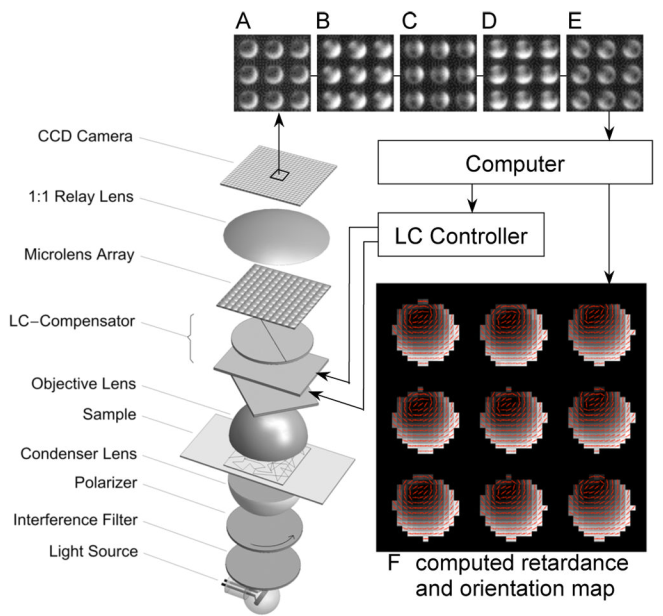 A
B
C
D
E
CCD Camera
1:1 Relay Lens
Microlens Array
LC–Compensator
Objective Lens
Sample
Condenser Lens
Polarizer
Interference Filter
Light Source
Computer
LC Controller
F computed retardance
and orientation map